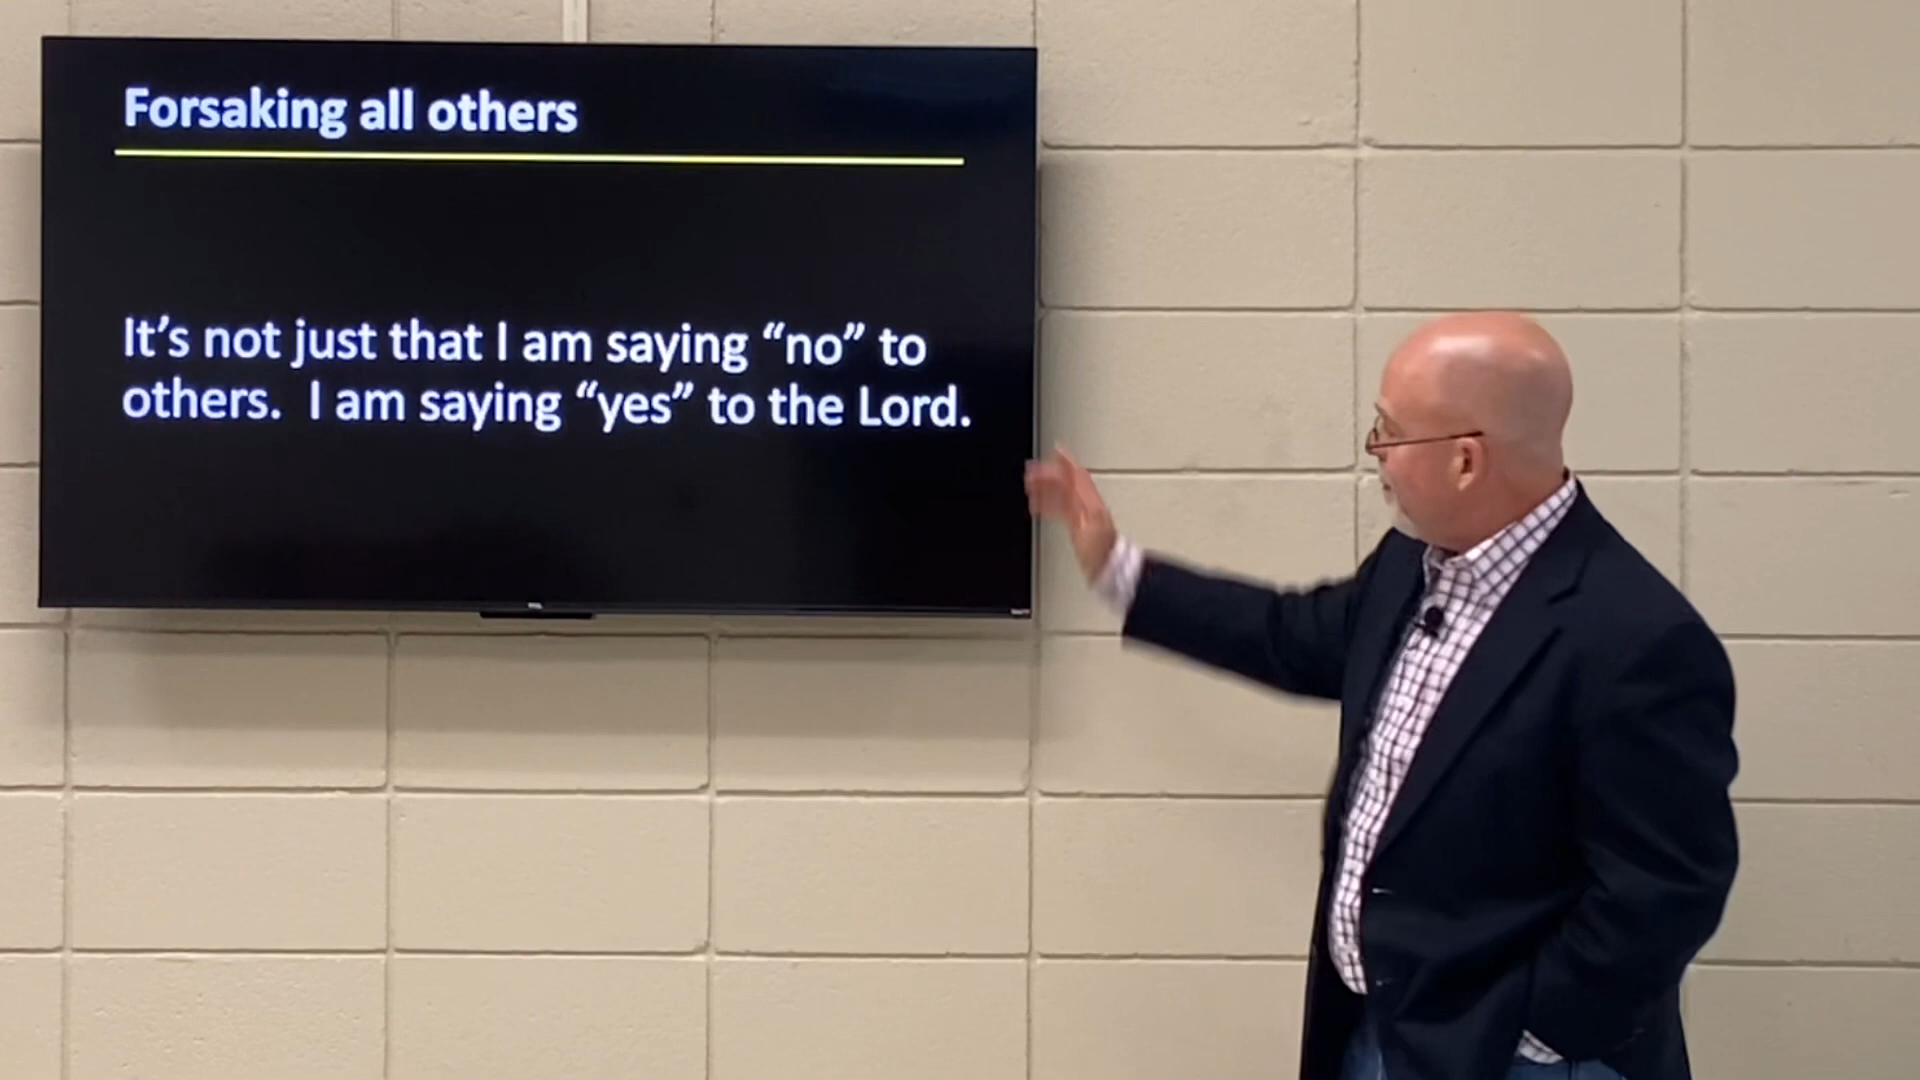 Forsaking all others
It’s not just that I am saying “no” to
others.  I am saying “yes” to the Lord.